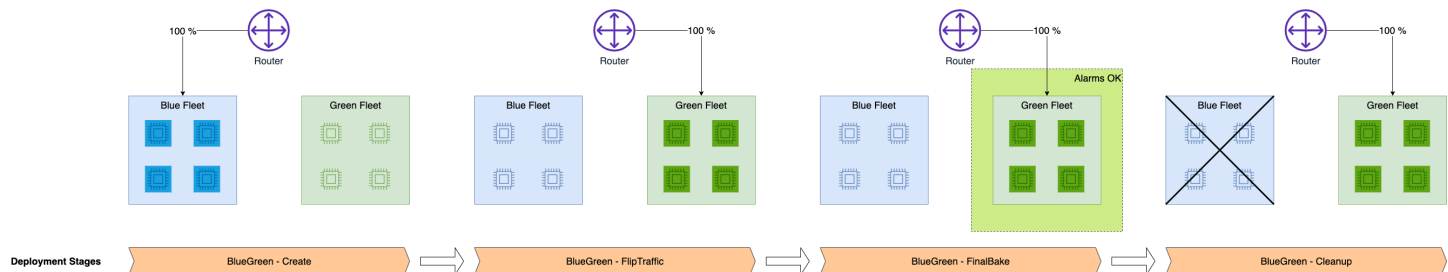 100 %
Router
Blue Fleet
Green Fleet
100 %
Router
Blue Fleet
Green Fleet
100 %
Router
Alarms OK
Blue Fleet
Green Fleet
100 %
Router
Blue Fleet
Green Fleet
Deployment Stages
BlueGreen - Create
BlueGreen - FlipTraffic
BlueGreen - FinalBake
BlueGreen - Cleanup